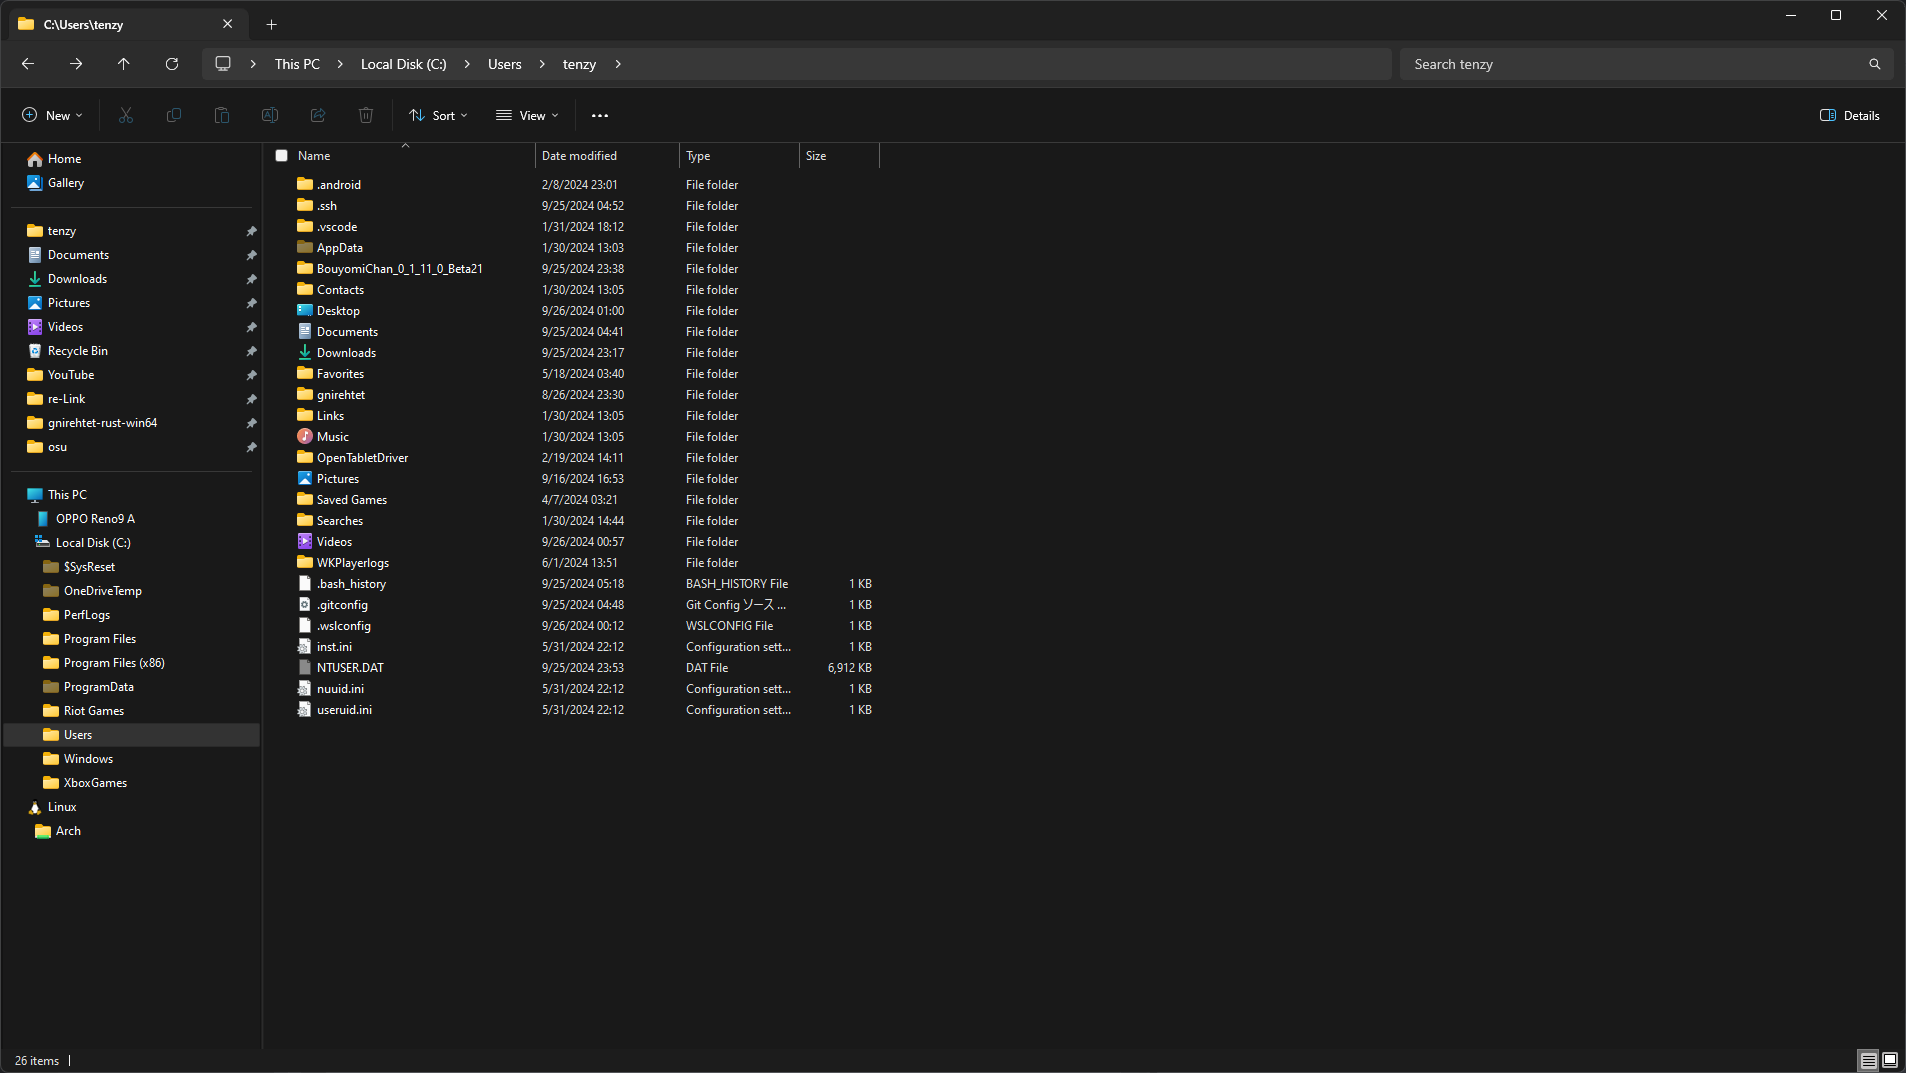 C:\Users\tenzy
This PC
Local Disk (C:)
Users
tenzy
Search tenzy
New
Sort
View
Details
Home
Gallery
tenzy
Documents
Downloads
Pictures
Videos
Recycle Bin
YouTube
re-Link
gnirehtet-rust-win64
osu
This PC
OPPO Reno9 A
Local Disk (C:)
$SysReset
OneDriveTemp
PerfLogs
Program Files
Program Files (x86)
ProgramData
Riot Games
Users
Windows
XboxGames
Linux
Arch
Name Date modified Type Size
.android 2/8/2024 23:01 File folder
.ssh 9/25/2024 04:52 File folder
.vscode 1/31/2024 18:12 File folder
AppData 1/30/2024 13:03 File folder
BouyomiChan_0_1_11_0_Beta21 9/25/2024 23:38 File folder
Contacts 1/30/2024 13:05 File folder
Desktop 9/26/2024 01:00 File folder
Documents 9/25/2024 04:41 File folder
Downloads 9/25/2024 23:17 File folder
Favorites 5/18/2024 03:40 File folder
gnirehtet 8/26/2024 23:30 File folder
Links 1/30/2024 13:05 File folder
Music 1/30/2024 13:05 File folder
OpenTabletDriver 2/19/2024 14:11 File folder
Pictures 9/16/2024 16:53 File folder
Saved Games 4/7/2024 03:21 File folder
Searches 1/30/2024 14:44 File folder
Videos 9/26/2024 00:57 File folder
WKPlayerlogs 6/1/2024 13:51 File folder
.bash_history 9/25/2024 05:18 BASH_HISTORY File 1 KB
.gitconfig 9/25/2024 04:48 Git Config ソース ... 1 KB
.wslconfig 9/26/2024 00:12 WSLCONFIG File 1 KB
inst.ini 5/31/2024 22:12 Configuration sett... 1 KB
NTUSER.DAT 9/25/2024 23:53 DAT File 6,912 KB
nuuid.ini 5/31/2024 22:12 Configuration sett... 1 KB
useruid.ini 5/31/2024 22:12 Configuration sett... 1 KB
26 items